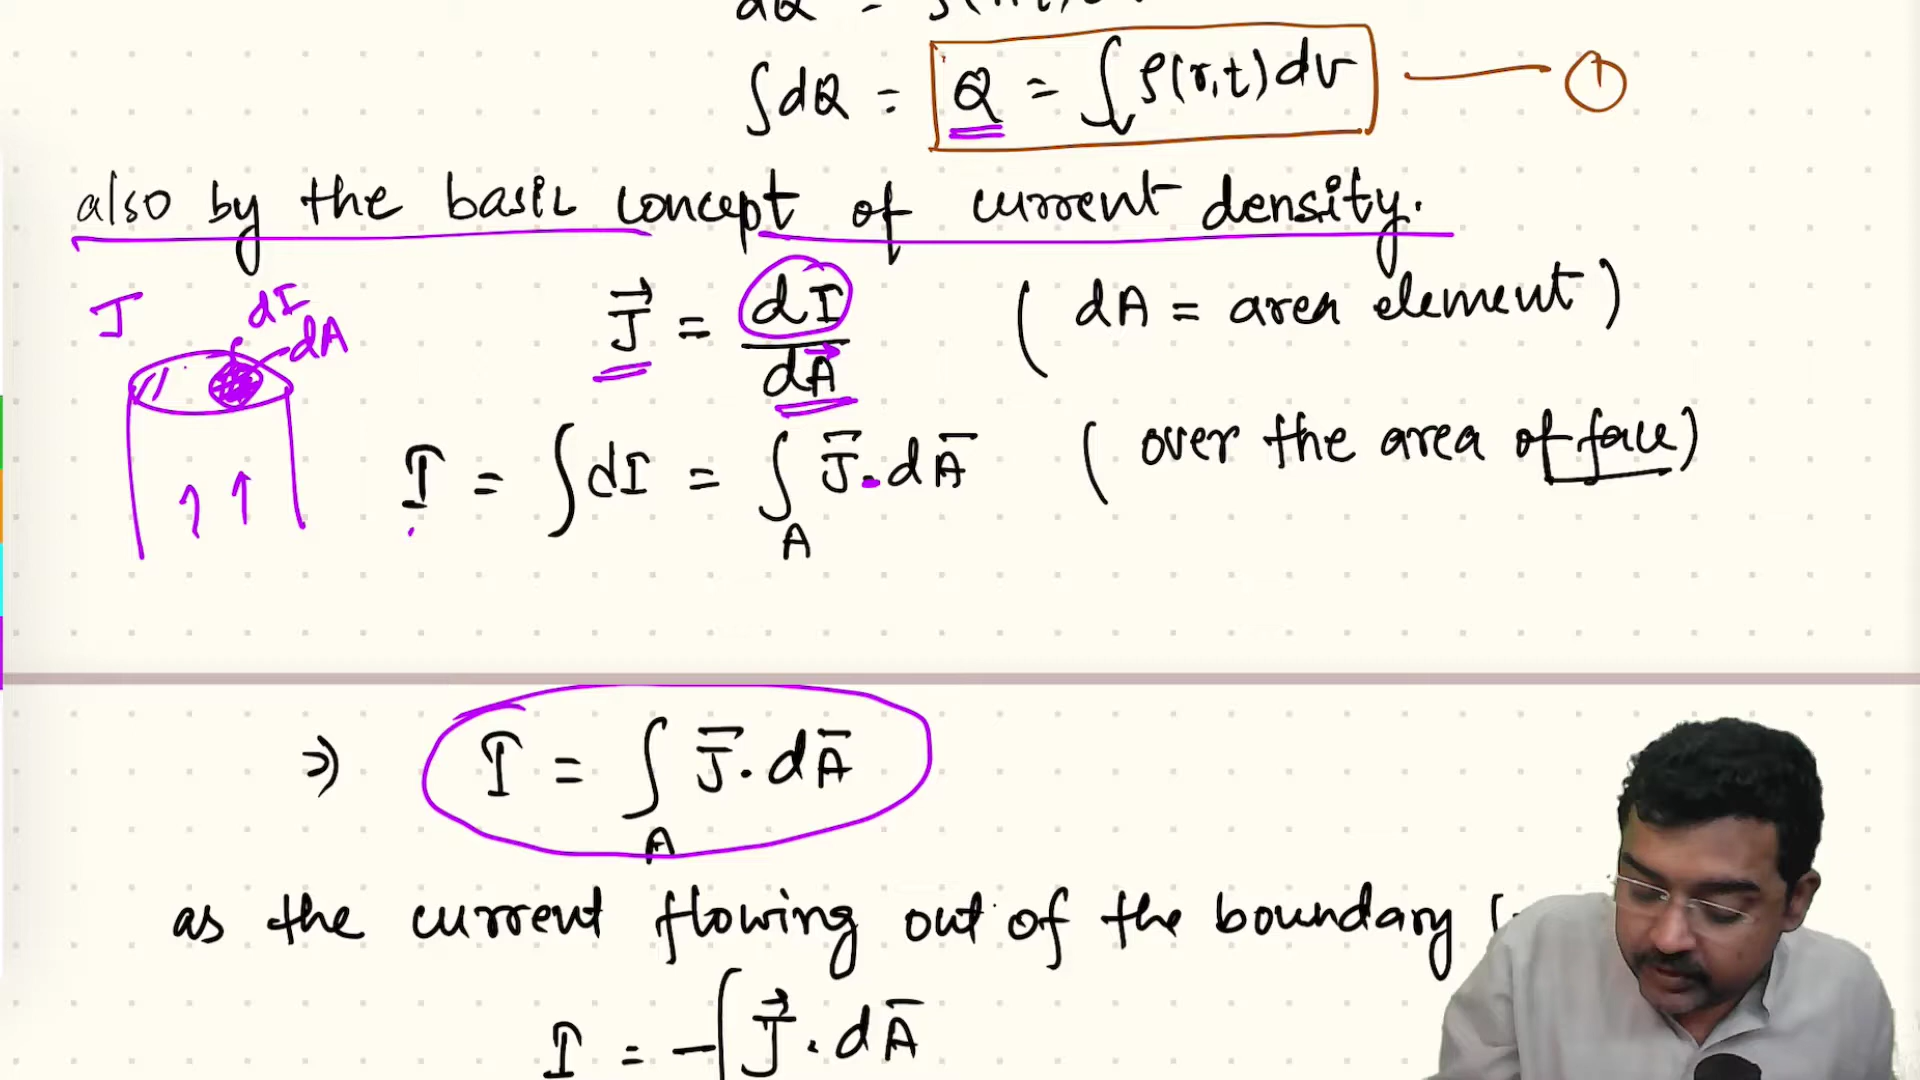 ∫dQ = Q = ∫_V ρ(r,t) dv ——— ①
also by the basic concept of current density.
J dI dA
J⃗ = dI / dA⃗ ( dA = area element )
I = ∫dI = ∫_A J̄ · dĀ ( over the area of face )
⇒ I = ∫_A J̄ · dĀ
as the current flowing out of the boundary
I = -∫ J⃗ · dĀ